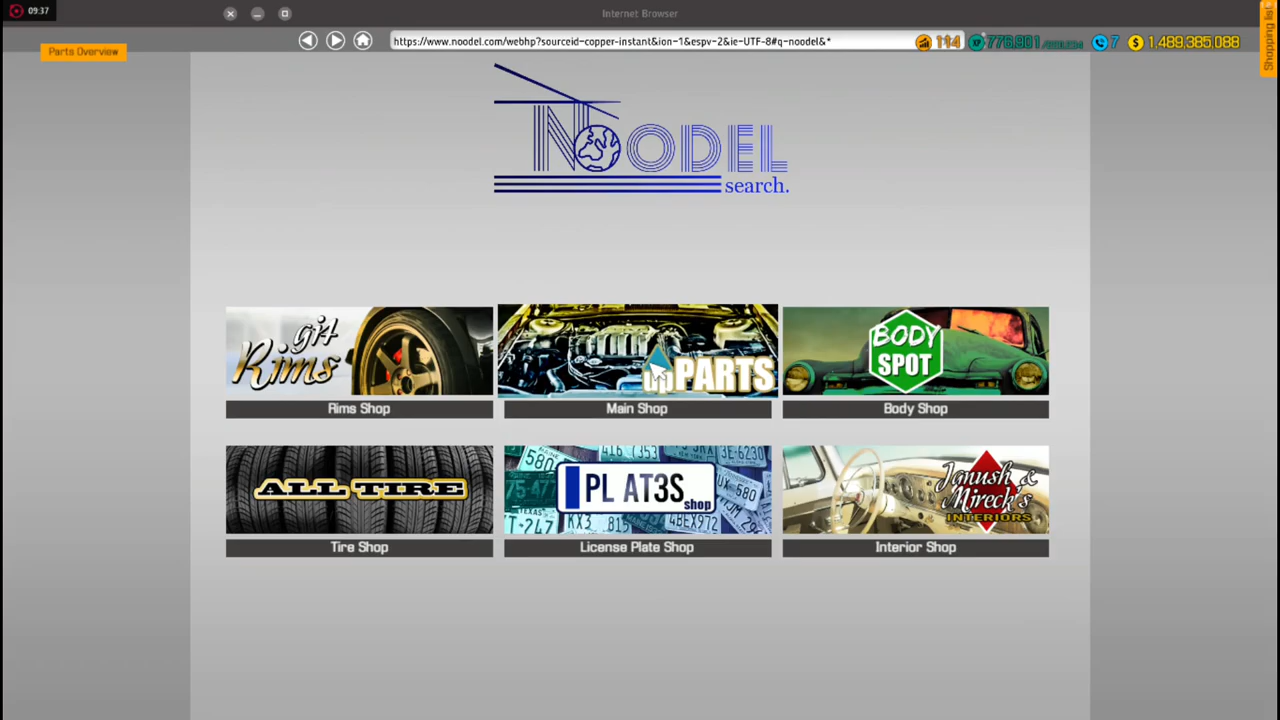 09:37
Internet Browser
Parts Overview
https://www.noodel.com/webhp?sourceid-copper-instant&ion-1&espv-2&ie-UTF-8#q-noodel&*
114
776,901
7
$ 1,489,385,088
Shopping list
NOODEL
search.
gi4
Rims
upPARTS
BODY
SPOT
Rims Shop
Main Shop
Body Shop
ALL TIRE
PL AT3S
shop
Janush &
Mireck's
INTERIORS
Tire Shop
License Plate Shop
Interior Shop